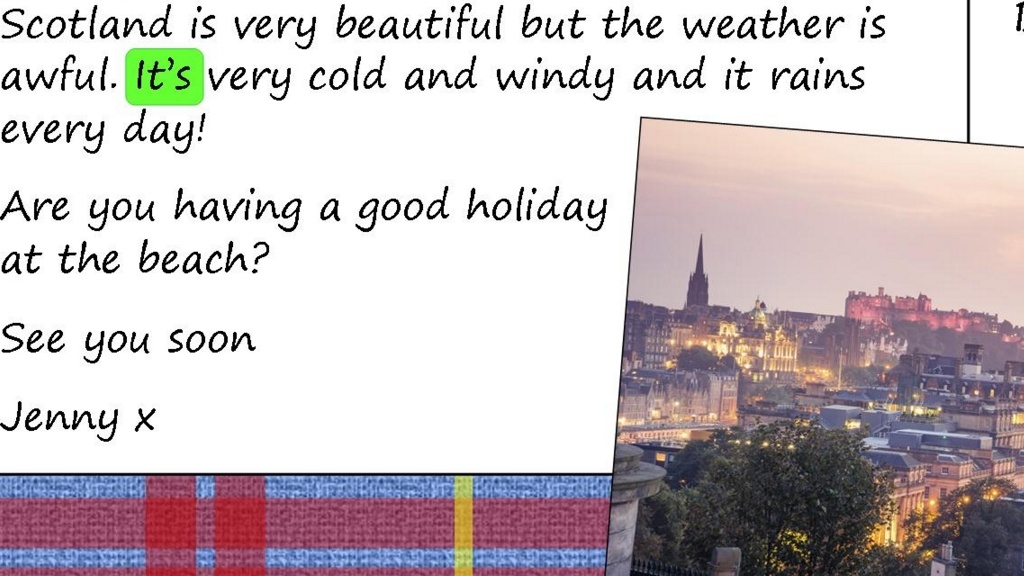 Scotland is very beautiful but the weather is
awful. It’s very cold and windy and it rains
every day!
Are you having a good holiday
at the beach?
See you soon
Jenny x